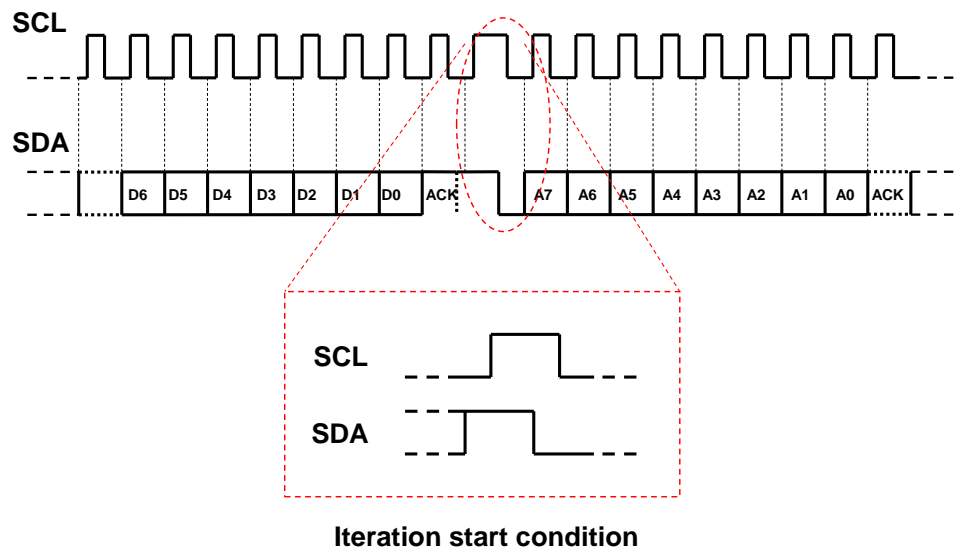 SCL
SDA
D6 D5 D4 D3 D2 D1 D0 ACK A7 A6 A5 A4 A3 A2 A1 A0 ACK
SCL
SDA
Iteration start condition